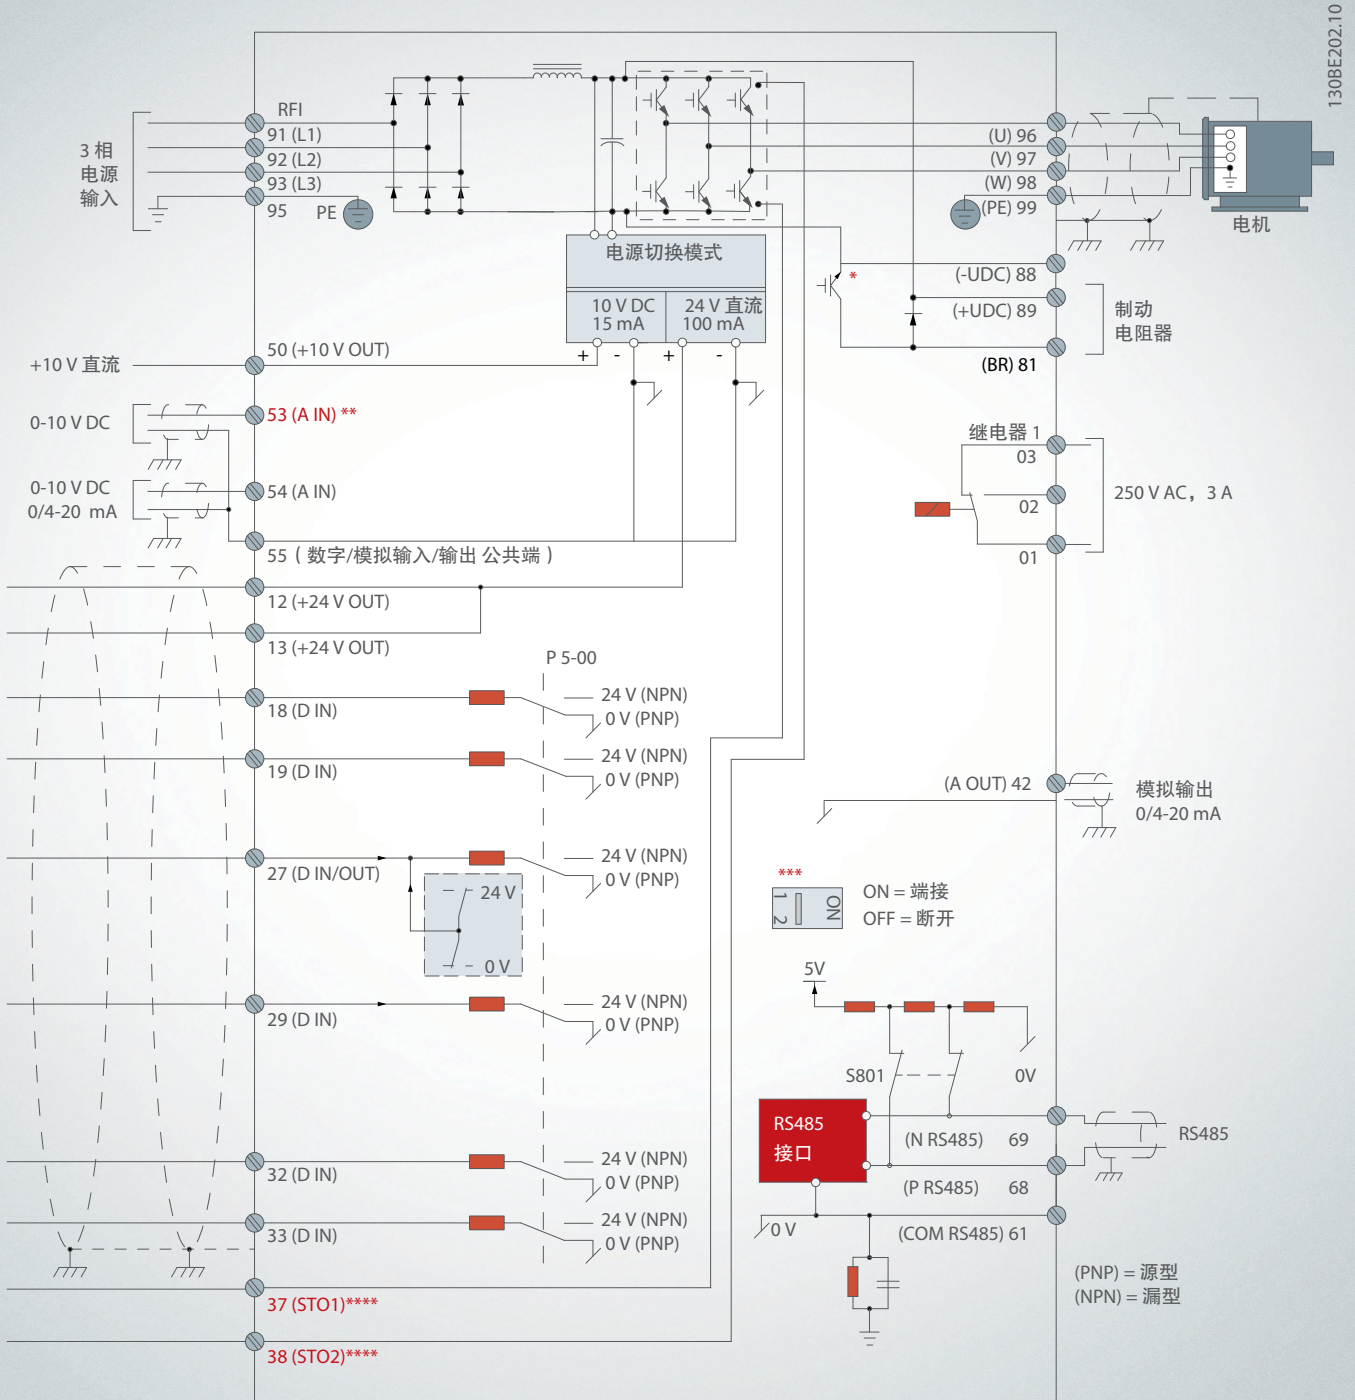 130BE202.10
RFI
91 (L1)
92 (L2)
93 (L3)
95
PE
3 相
电源
输入
(U) 96
(V) 97
(W) 98
(PE) 99
电机
电源切换模式
10 V DC
15 mA
24 V 直流
100 mA
+
-
+
-
*
(-UDC) 88
(+UDC) 89
(BR) 81
制动
电阻器
+10 V 直流
50 (+10 V OUT)
0-10 V DC
53 (A IN) **
0-10 V DC
0/4-20 mA
54 (A IN)
55 ( 数字/模拟输入/输出 公共端 )
继电器 1
03
02
01
250 V AC，3 A
12 (+24 V OUT)
13 (+24 V OUT)
P 5-00
18 (D IN)
24 V (NPN)
0 V (PNP)
19 (D IN)
24 V (NPN)
0 V (PNP)
27 (D IN/OUT)
24 V (NPN)
0 V (PNP)
24 V
0 V
29 (D IN)
24 V (NPN)
0 V (PNP)
32 (D IN)
24 V (NPN)
0 V (PNP)
33 (D IN)
24 V (NPN)
0 V (PNP)
37 (STO1)****
38 (STO2)****
(A OUT) 42
模拟输出
0/4-20 mA
***
1
2
ON
ON = 端接
OFF = 断开
5V
S801
0V
RS485
接口
(N RS485) 69
(P RS485) 68
RS485
0 V
(COM RS485) 61
(PNP) = 源型
(NPN) = 漏型